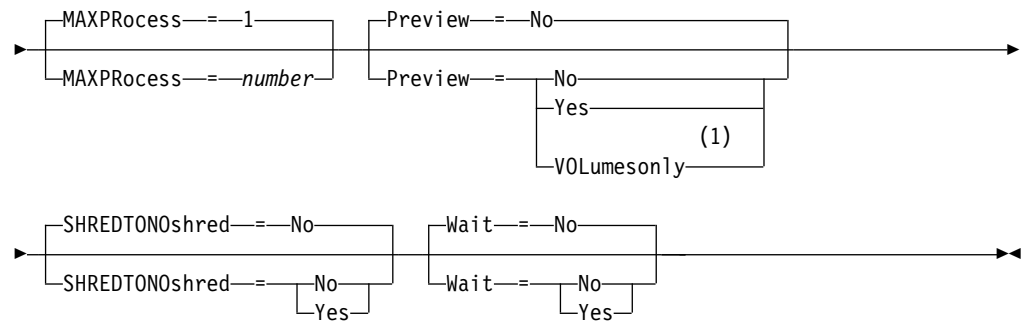 MAXPRocess = 1 Preview = No
MAXPRocess = number Preview = No
Yes
(1)
VOLumesonly
SHREDTONOshred = No Wait = No
SHREDTONOshred = No Wait = No
Yes Yes